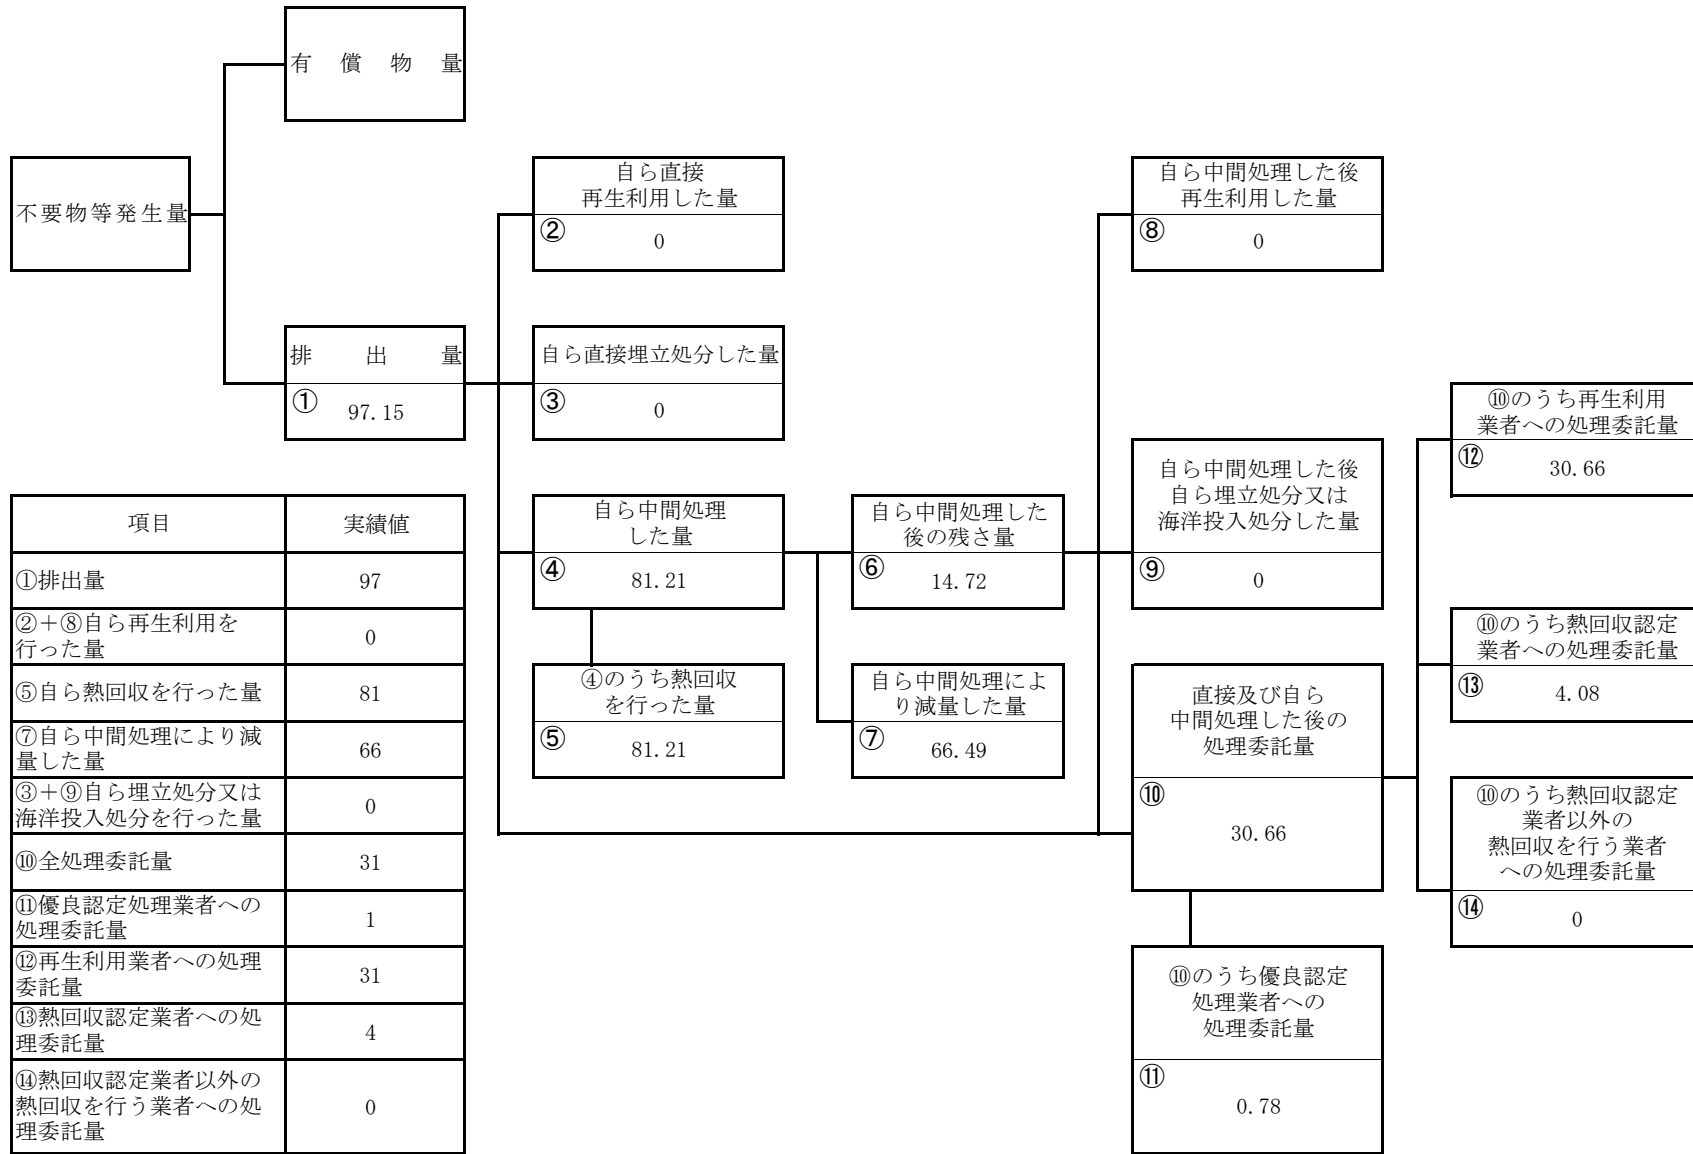 有償物量
不要物等発生量
自ら直接
再生利用した量
②
0
自ら中間処理した後
再生利用した量
⑧
0
排出量
①
97.15
自ら直接埋立処分した量
③
0
⑩のうち再生利用
業者への処理委託量
⑫
30.66
自ら中間処理した後
自ら埋立処分又は
海洋投入処分した量
⑨
0
自ら中間処理
した量
④
81.21
自ら中間処理した
後の残さ量
⑥
14.72
④のうち熱回収
を行った量
⑤
81.21
自ら中間処理によ
り減量した量
⑦
66.49
直接及び自ら
中間処理した後の
処理委託量
⑩
30.66
⑩のうち熱回収認定
業者への処理委託量
⑬
4.08
⑩のうち熱回収認定
業者以外の
熱回収を行う業者
への処理委託量
⑭
0
⑩のうち優良認定
処理業者への
処理委託量
⑪
0.78
項目 実績値
①排出量 97
②＋⑧自ら再生利用を
行った量 0
⑤自ら熱回収を行った量 81
⑦自ら中間処理により減
量した量 66
③＋⑨自ら埋立処分又は
海洋投入処分を行った量 0
⑩全処理委託量 31
⑪優良認定処理業者への
処理委託量 1
⑫再生利用業者への処理
委託量 31
⑬熱回収認定業者への処
理委託量 4
⑭熱回収認定業者以外の
熱回収を行う業者への処
理委託量 0